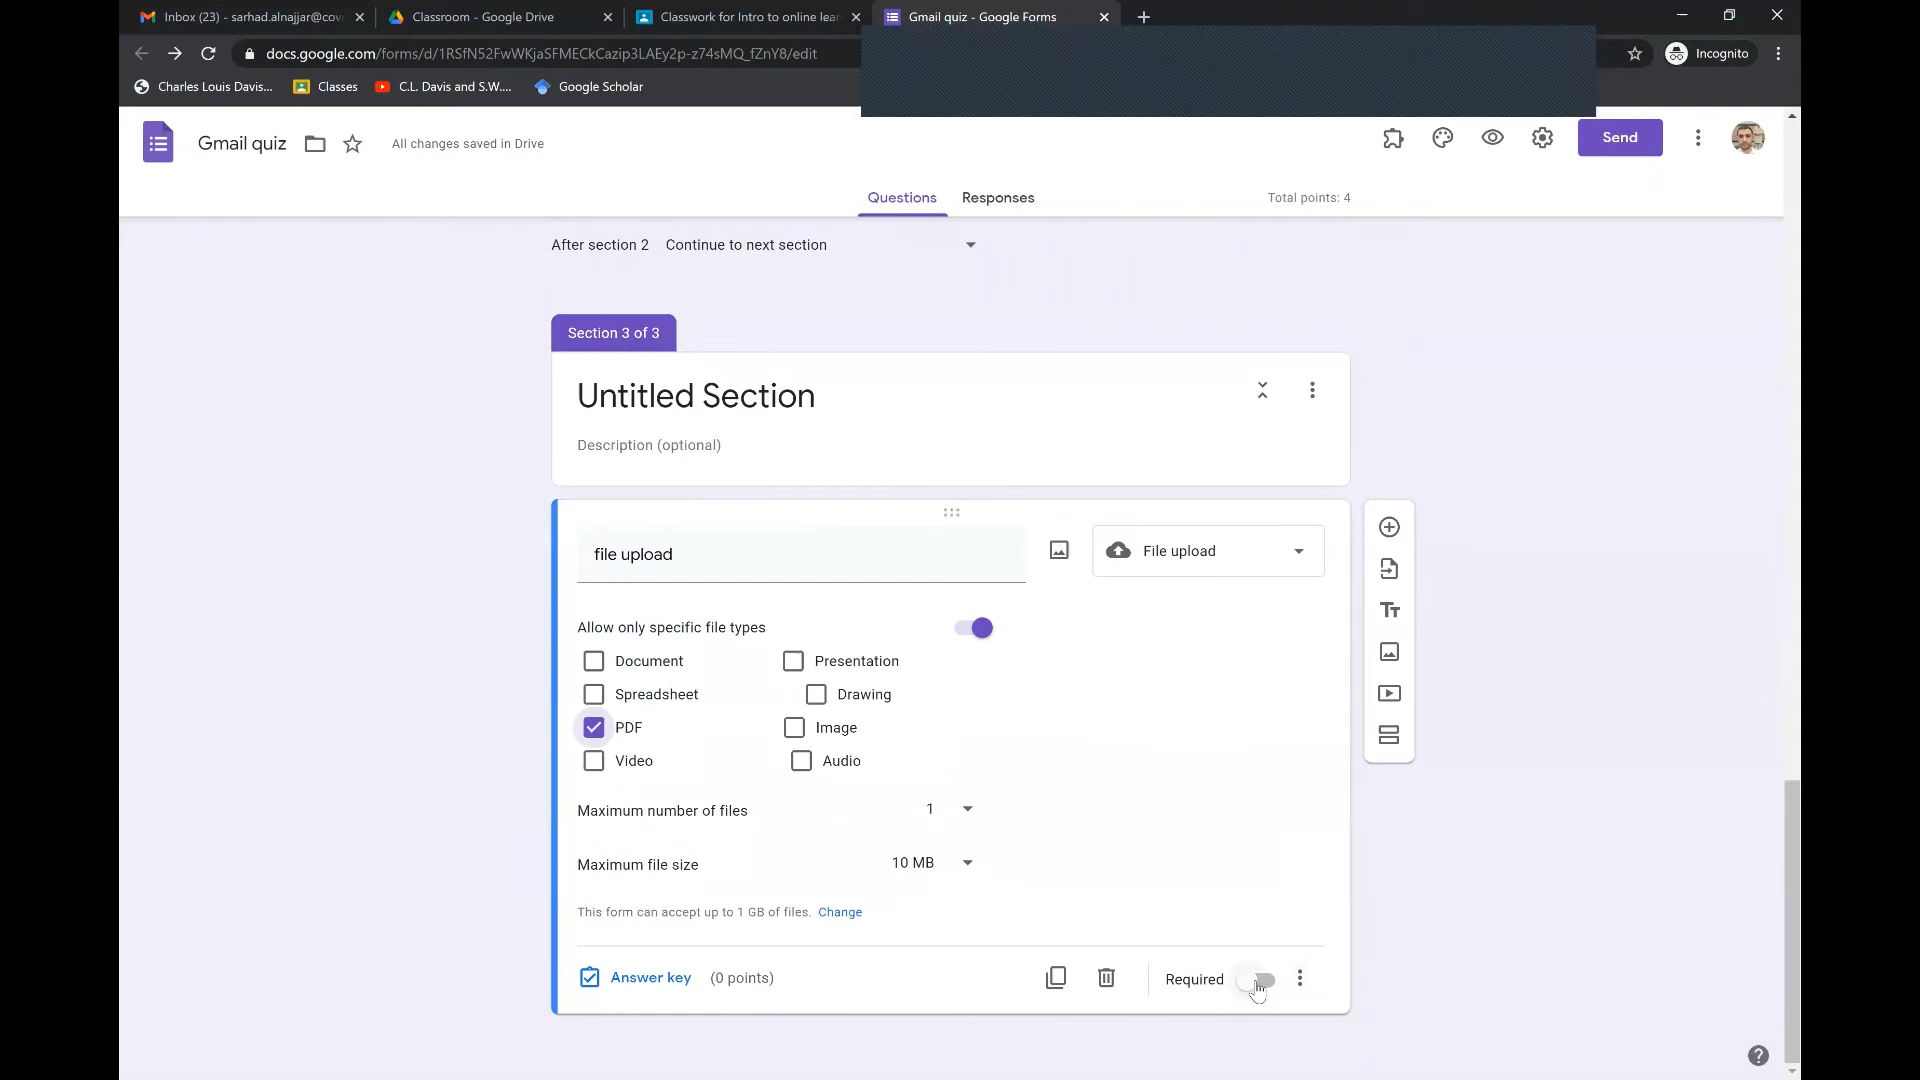 Inbox (23) - sarhad.alnajjar@cov
Classroom - Google Drive
Classwork for Intro to online lear
Gmail quiz - Google Forms
docs.google.com/forms/d/1RSfN52FwWKjaSFMECkCazip3LAEy2p-z74sMQ_fZnY8/edit
Incognito
Charles Louis Davis...
Classes
C.L. Davis and S.W....
Google Scholar
Gmail quiz
All changes saved in Drive
Send
Questions
Responses
Total points: 4
After section 2 Continue to next section
Section 3 of 3
Untitled Section
Description (optional)
file upload
File upload
Allow only specific file types
Document Presentation
Spreadsheet Drawing
PDF Image
Video Audio
Maximum number of files 1
Maximum file size 10 MB
This form can accept up to 1 GB of files. Change
Answer key (0 points)
Required